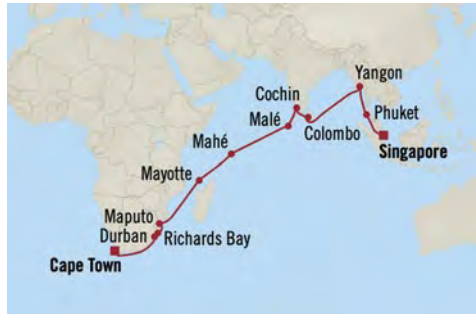 Yangon
Cochin
Phuket
Malé
Colombo
Mahé
Singapore
Mayotte
Maputo
Durban
Richards Bay
Cape Town